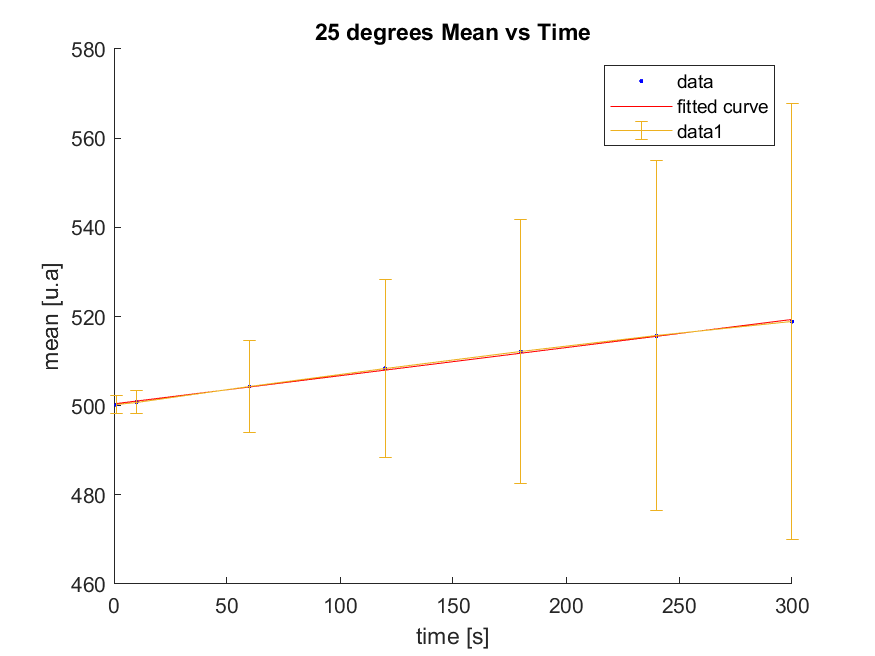 25 degrees Mean vs Time
580
560
540
520
500
480
460
mean [u.a]
data
fitted curve
data1
0 50 100 150 200 250 300
time [s]